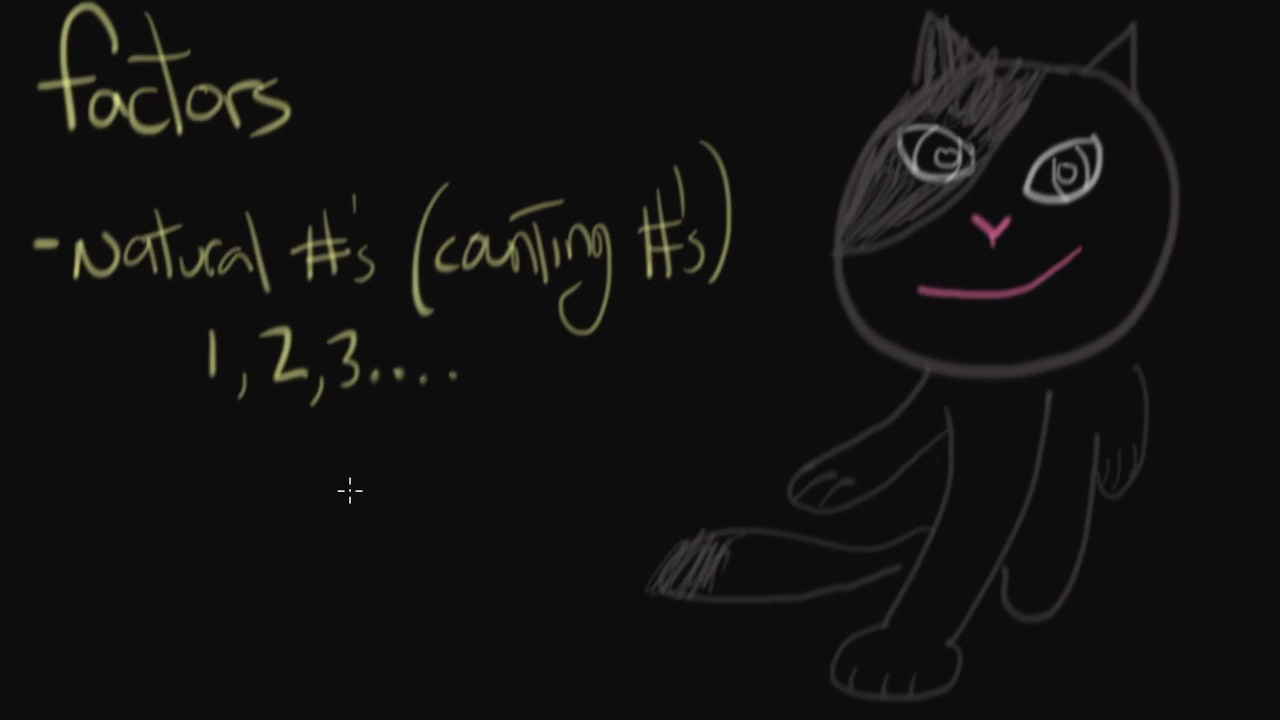 factors
- Natural #'s (counting #'s)
1, 2, 3....